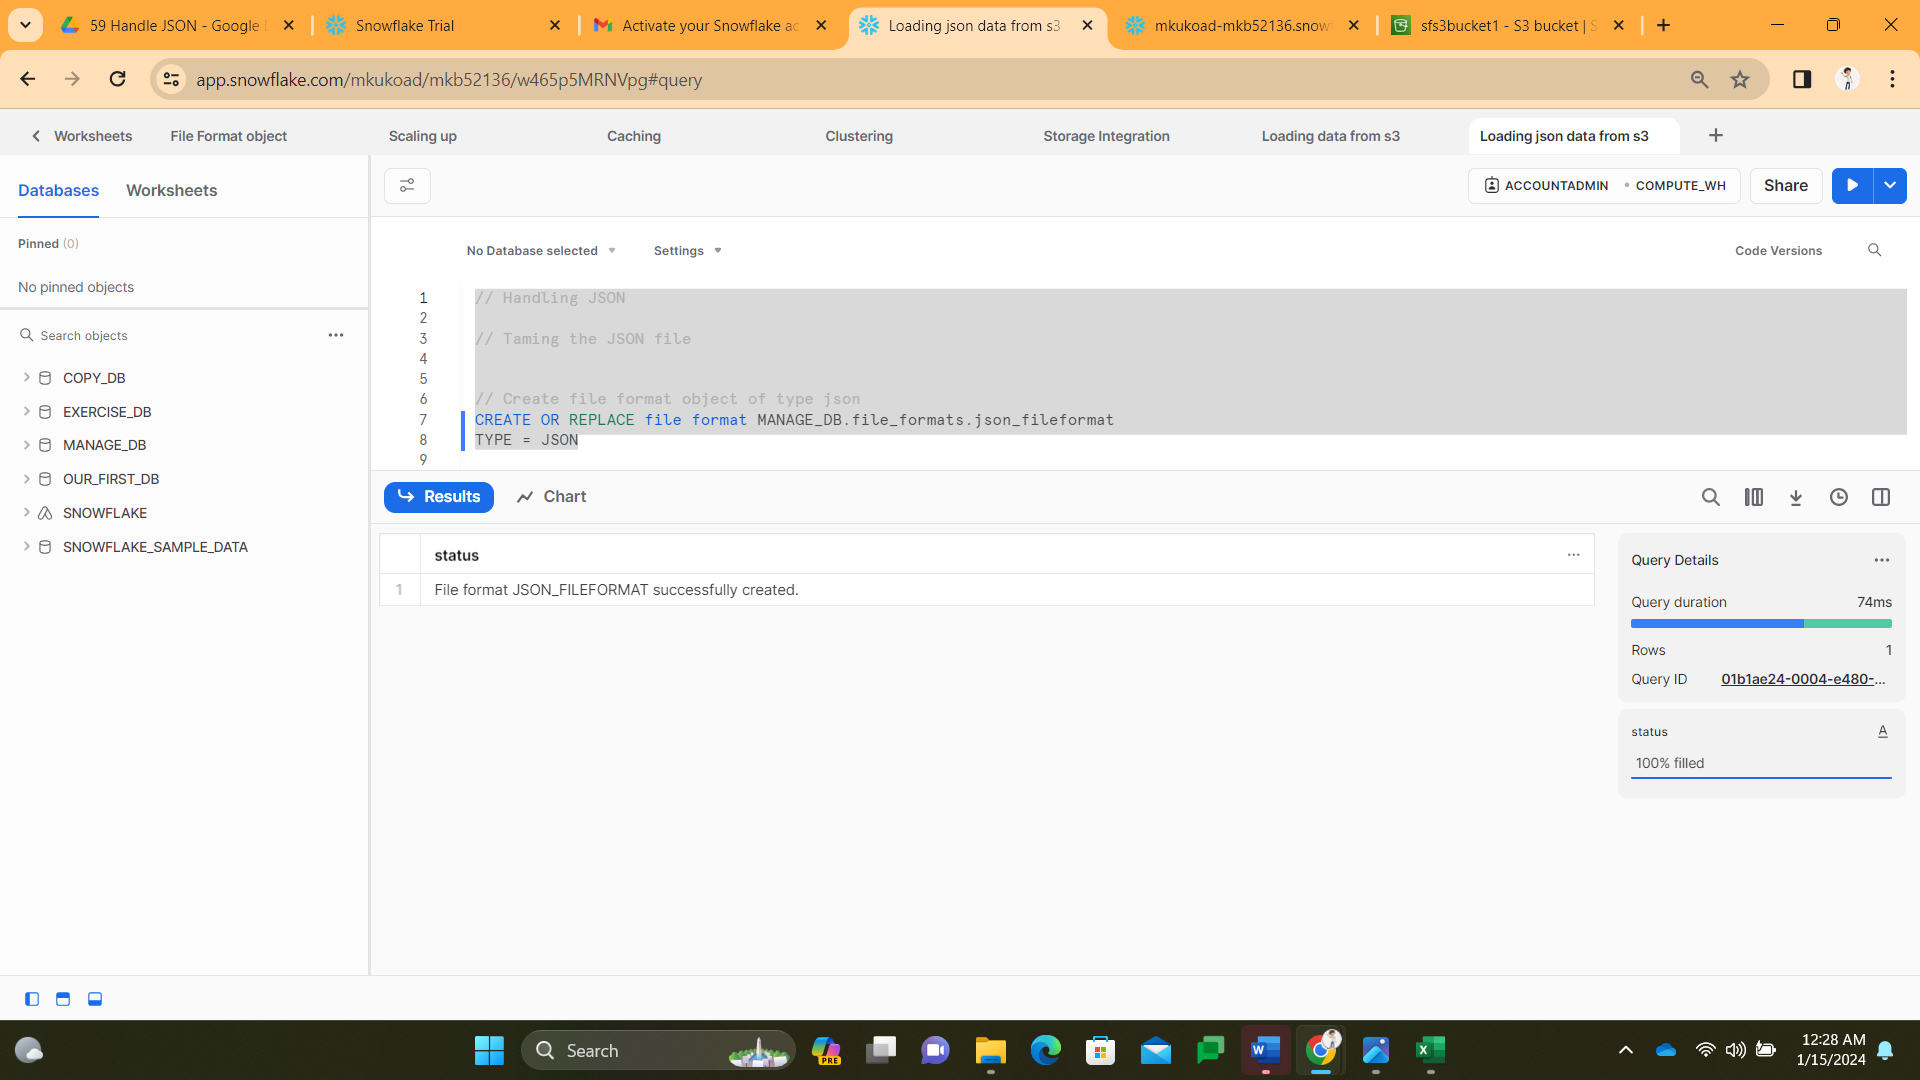 59 Handle JSON - Google
Snowflake Trial
Activate your Snowflake ac
Loading json data from s3
mkukoad-mkb52136.snowf
sfs3bucket1 - S3 bucket | S
app.snowflake.com/mkukoad/mkb52136/w465p5MRNVpg#query
Worksheets
File Format object
Scaling up
Caching
Clustering
Storage Integration
Loading data from s3
Loading json data from s3
Databases
Worksheets
ACCOUNTADMIN
COMPUTE_WH
Share
Pinned (0)
No pinned objects
No Database selected
Settings
Code Versions
Search objects
COPY_DB
EXERCISE_DB
MANAGE_DB
OUR_FIRST_DB
SNOWFLAKE
SNOWFLAKE_SAMPLE_DATA
1 // Handling JSON
2
3 // Taming the JSON file
4
5
6 // Create file format object of type json
7 CREATE OR REPLACE file format MANAGE_DB.file_formats.json_fileformat
8 TYPE = JSON
9
Results
Chart
status
1 File format JSON_FILEFORMAT successfully created.
Query Details
Query duration 74ms
Rows 1
Query ID 01b1ae24-0004-e480-...
status A
100% filled
Search
PRE
12:28 AM
1/15/2024